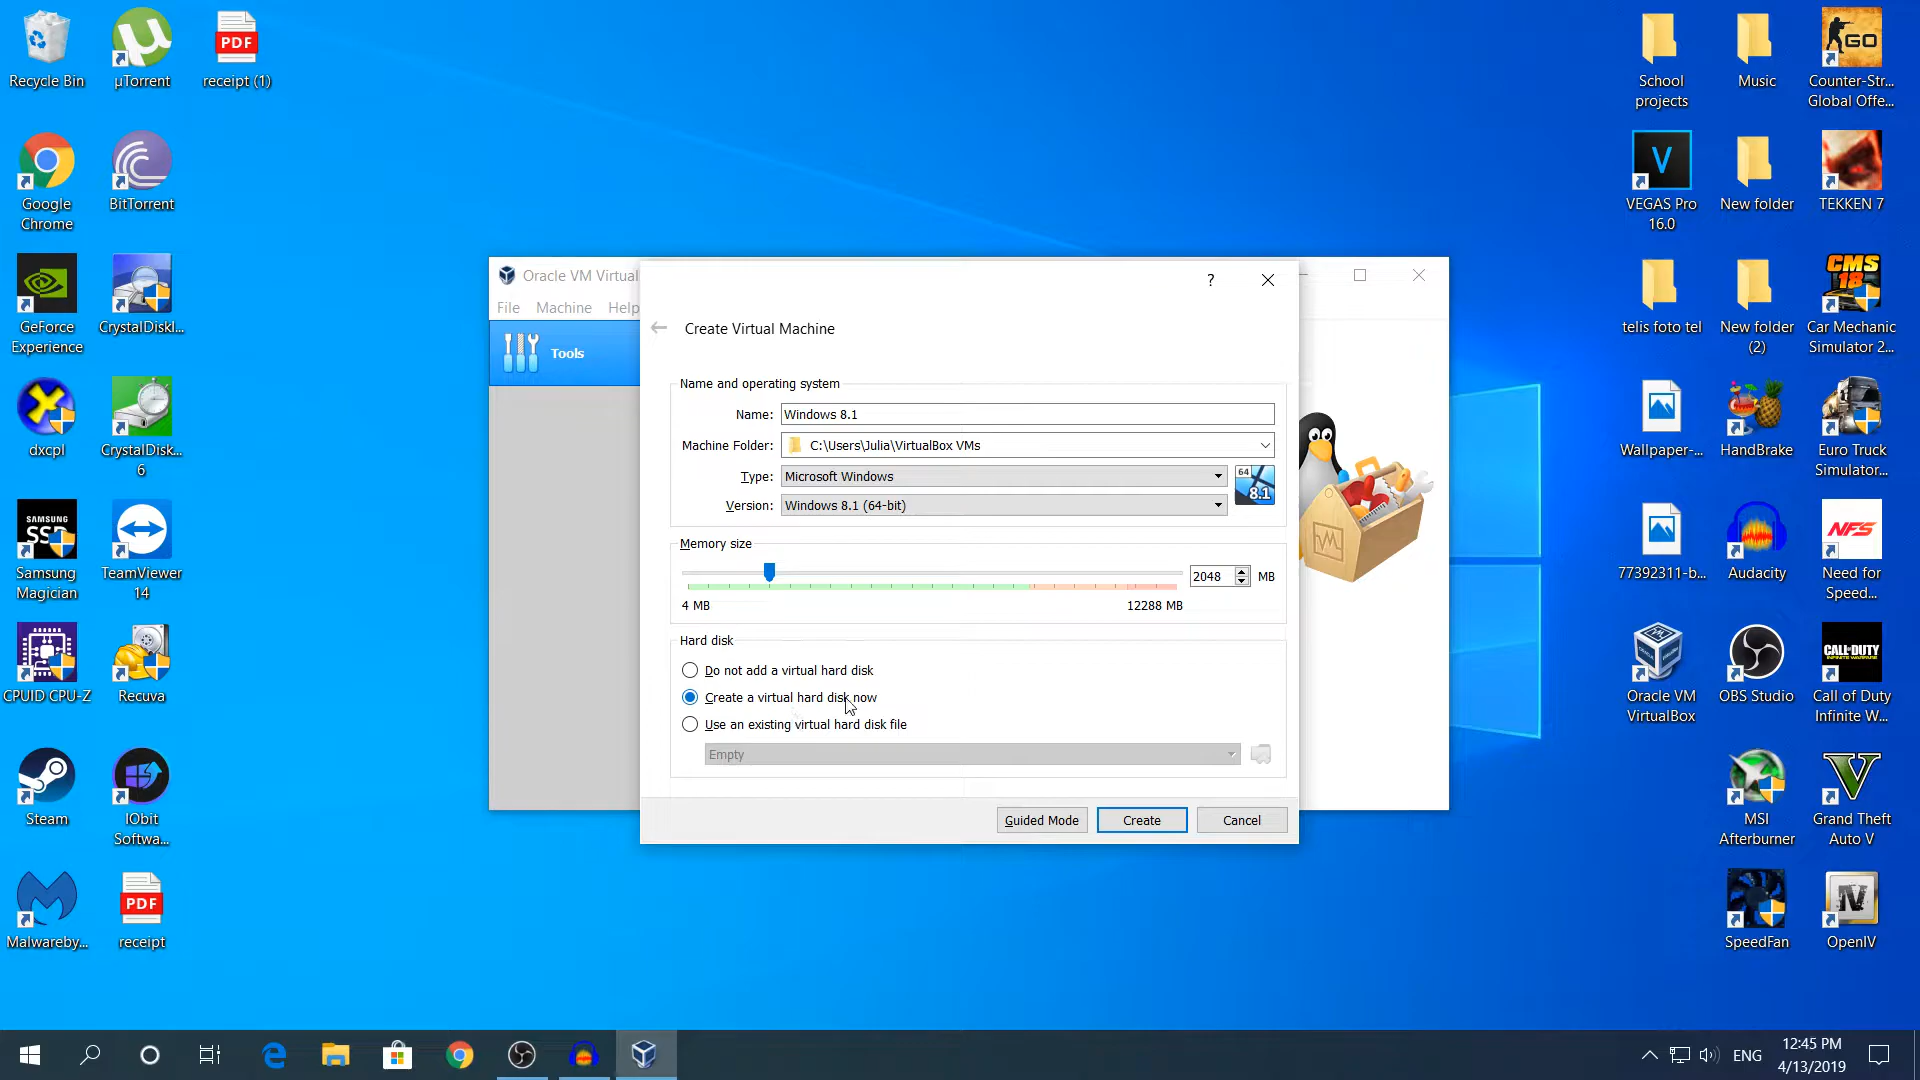 Recycle Bin
µTorrent
PDF
receipt (1)
Google
Chrome
BitTorrent
GeForce
Experience
CrystalDiskI...
dxcpl
CrystalDisk...
6
SAMSUNG
SSD
Samsung
Magician
TeamViewer
14
CPUID CPU-Z
Recuva
Steam
IObit
Softwa...
Malwareby...
PDF
receipt
School
projects
Music
GO
Counter-Str...
Global Offe...
V
VEGAS Pro
16.0
New folder
TEKKEN 7
telis foto tel
New folder
(2)
CMS
18
Car Mechanic
Simulator 2...
Wallpaper-...
HandBrake
Euro Truck
Simulator...
77392311-b...
Audacity
NFS
Need for
Speed...
Oracle VM
VirtualBox
OBS Studio
CALL OF DUTY
INFINITE WARFARE
Call of Duty
Infinite W...
MSI
Afterburner
V
Grand Theft
Auto V
SpeedFan
IV
OpenIV
Oracle VM Virtual
File
Machine
Help
Tools
?
Create Virtual Machine
Name and operating system
Name:
Windows 8.1
Machine Folder:
C:\Users\Julia\VirtualBox VMs
Type:
Microsoft Windows
64
8.1
Version:
Windows 8.1 (64-bit)
Memory size
2048
MB
4 MB
12288 MB
Hard disk
Do not add a virtual hard disk
Create a virtual hard disk now
Use an existing virtual hard disk file
Empty
Guided Mode
Create
Cancel
ENG
12:45 PM
4/13/2019